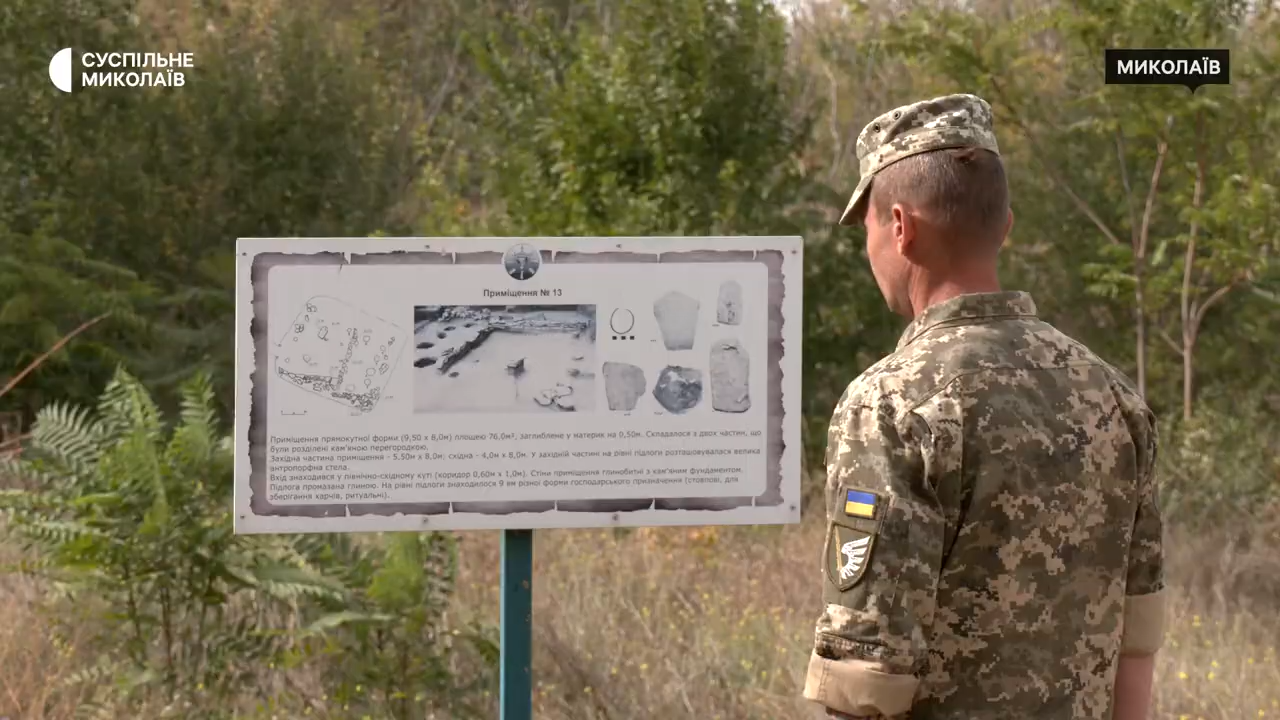 СУСПІЛЬНЕ
МИКОЛАЇВ
МИКОЛАЇВ
Приміщення № 13
Приміщення прямокутної форми (9,50 х 8,0м) площею 76,0м², заглиблене у материк на 0,50м. Складалося з двох частин, що
були розділені кам'яною перегородкою.
Західна частина приміщення - 5,50м х 8,0м; східна - 4,0м х 8,0м. У західній частині на рівні підлоги розташовувалася велика
антропорфна стела.
Вхід знаходився у північно-східному куті (коридор 0,60м х 1,0м). Стіни приміщення глинобитні з кам'яним фундаментом.
Підлога промазана глиною. На рівні підлоги знаходилося 9 ям різної форми господарського призначення (стовпові, для
зберігання харчів, ритуальні).